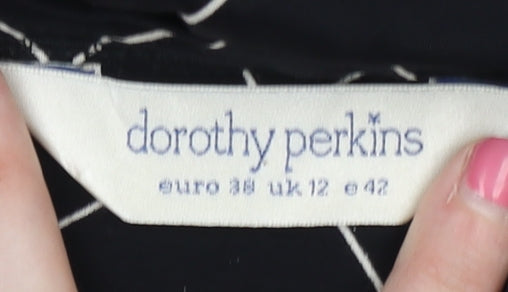 dorothy perkins
euro 38 uk 12 e 42